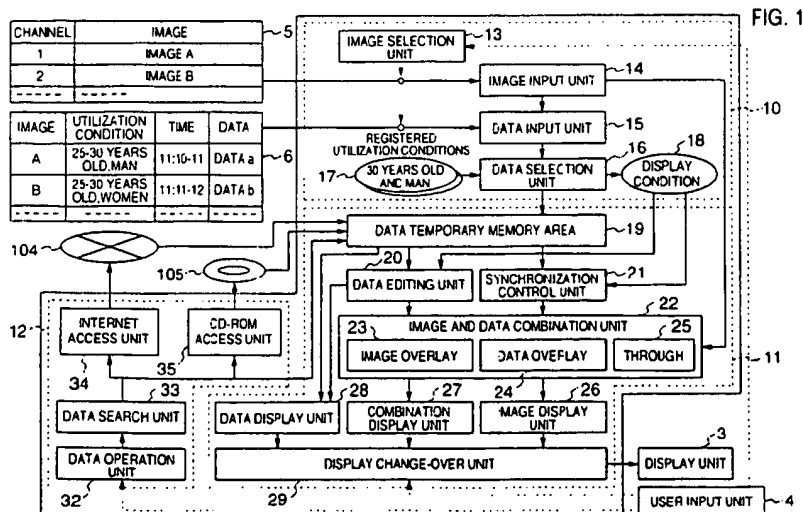 FIG. 1
CHANNEL IMAGE
1 IMAGE A
2 IMAGE B
5
IMAGE SELECTION UNIT
13
IMAGE INPUT UNIT
14
10
IMAGE UTILIZATION CONDITION TIME DATA
A 25-30 YEARS OLD,MAN 11:10-11 DATA a
B 25-30 YEARS OLD,WOMEN 11:11-12 DATA b
6
DATA INPUT UNIT
15
REGISTERED UTILIZATION CONDITIONS
17
30 YEARS OLD AND MAN
DATA SELECTION UNIT
16
DISPLAY CONDITION
18
104
105
DATA TEMPORARY MEMORY AREA
19
20
DATA EDITING UNIT
SYNCHRONIZATION CONTROL UNIT
21
22
IMAGE AND DATA COMBINATION UNIT
23
IMAGE OVERLAY
DATA OVEFLAY
24
25
THROUGH
11
12
INTERNET ACCESS UNIT
34
CD-ROM ACCESS UNIT
35
33
DATA SEARCH UNIT
DATA OPERATION UNIT
32
28
DATA DISPLAY UNIT
27
COMBINATION DISPLAY UNIT
26
IMAGE DISPLAY UNIT
DISPLAY CHANGE-OVER UNIT
29
3
DISPLAY UNIT
USER INPUT UNIT
4